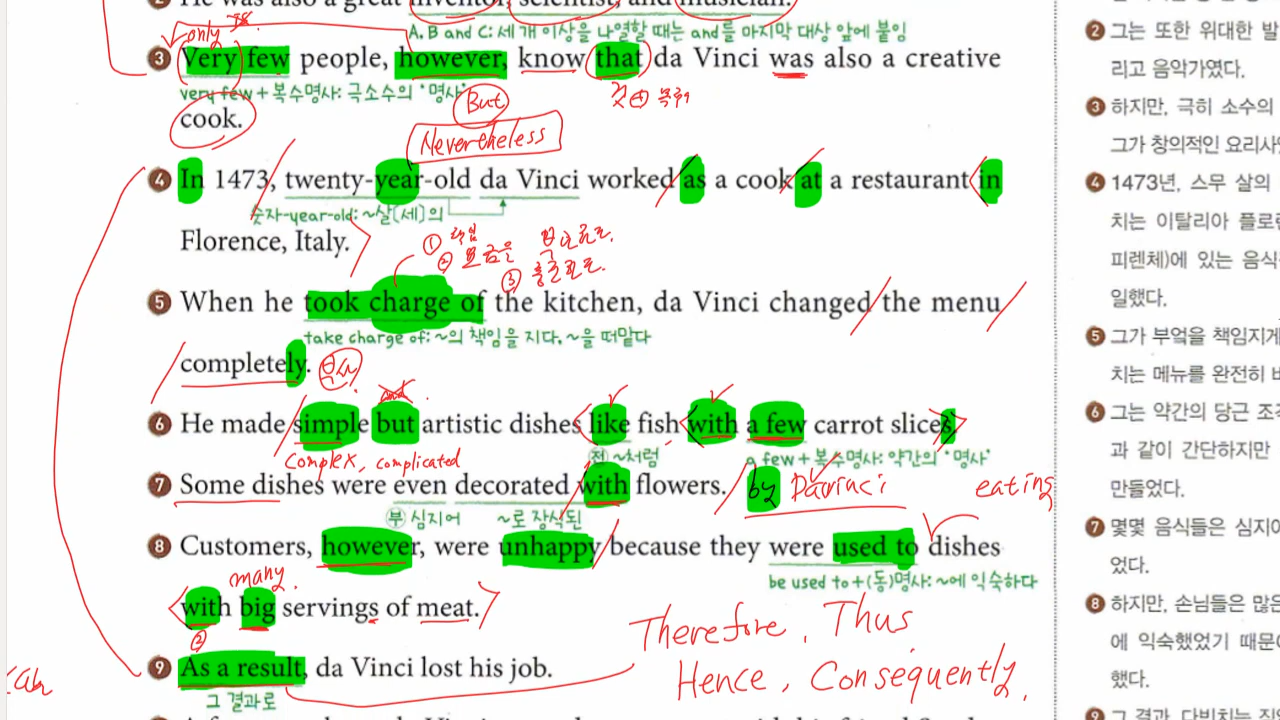 He was also a great inventor, scientist, and musician.
A, B and C: 세 개 이상을 나열할 때는 and를 마지막 대상 앞에 붙임
only
③ Very few people, however, know that da Vinci was also a creative
very few + 복수명사: 극소수의 '명사'
But
cook.
Nevertheless
④ In 1473, twenty-year-old da Vinci worked as a cook at a restaurant in
숫자-year-old: ~살[세]의
Florence, Italy.
① 책임
② 요금을
③
⑤ When he took charge of the kitchen, da Vinci changed the menu
take charge of: ~의 책임을 지다, ~을 떠맡다
completely. 부사
and
⑥ He made simple but artistic dishes like fish with a few carrot slices.
complex, complicated
전 ~처럼
a few + 복수명사: 약간의 '명사'
⑦ Some dishes were even decorated with flowers. by Davinci eating
부 심지어
~로 장식된
⑧ Customers, however, were unhappy because they were used to dishes
be used to + (동)명사: ~에 익숙하다
many
with big servings of meat.
②
Therefore, Thus
⑨ As a result, da Vinci lost his job.
그 결과로
Hence, Consequently,
② 그는 또한 위대한 발
리고 음악가였다.
③ 하지만, 극히 소수의
그가 창의적인 요리사
④ 1473년, 스무 살의
치는 이탈리아 플로
피렌체)에 있는 음식
일했다.
⑤ 그가 부엌을 책임지게
치는 메뉴를 완전히 바
⑥ 그는 약간의 당근 조
과 같이 간단하지만
만들었다.
⑦ 몇몇 음식들은 심지어
었다.
⑧ 하지만, 손님들은 많은
에 익숙했었기 때문
했다.
⑨ 그 결과, 다빈치는 직